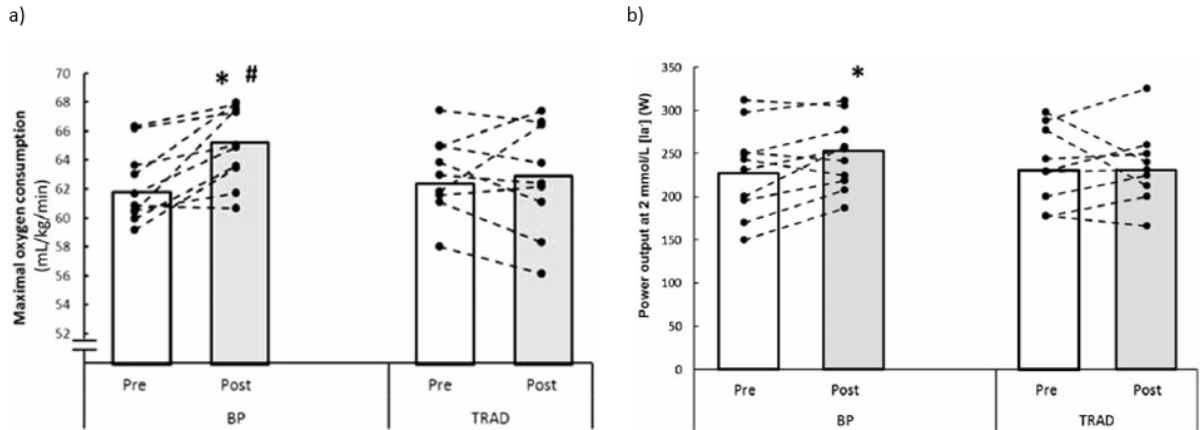 a)
Maximal oxygen consumption
(mL/kg/min)
70
68
66
64
62
60
58
56
54
52
* #
Pre
Post
Pre
Post
BP
TRAD
b)
Power output at 2 mmol/L [la-] (W)
350
300
250
200
150
100
50
0
*
Pre
Post
Pre
Post
BP
TRAD